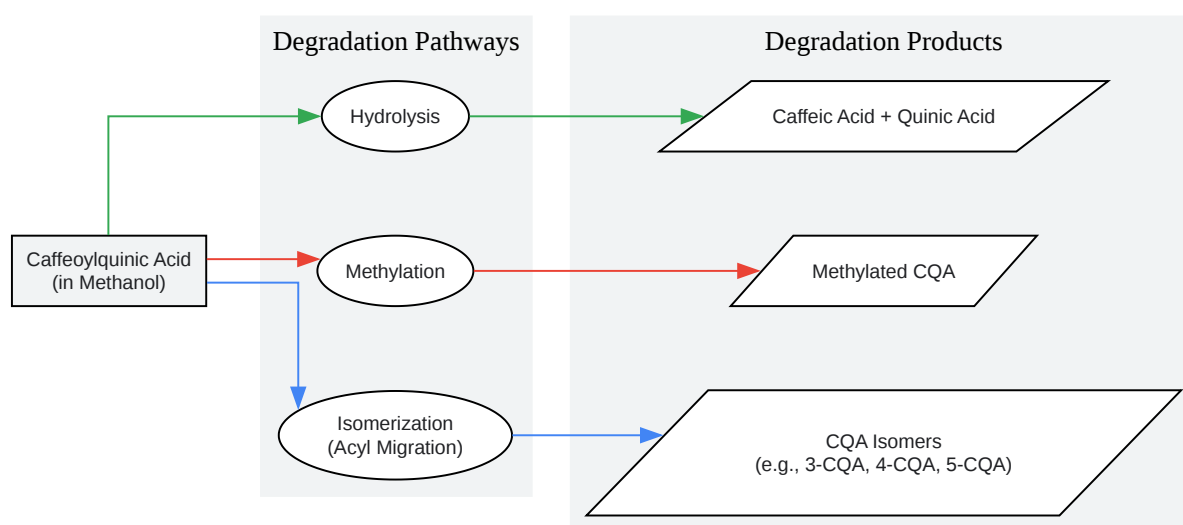 Degradation Pathways
Degradation Products
Hydrolysis
Caffeic Acid + Quinic Acid
Caffeoylquinic Acid
(in Methanol)
Methylation
Methylated CQA
Isomerization
(Acyl Migration)
CQA Isomers
(e.g., 3-CQA, 4-CQA, 5-CQA)